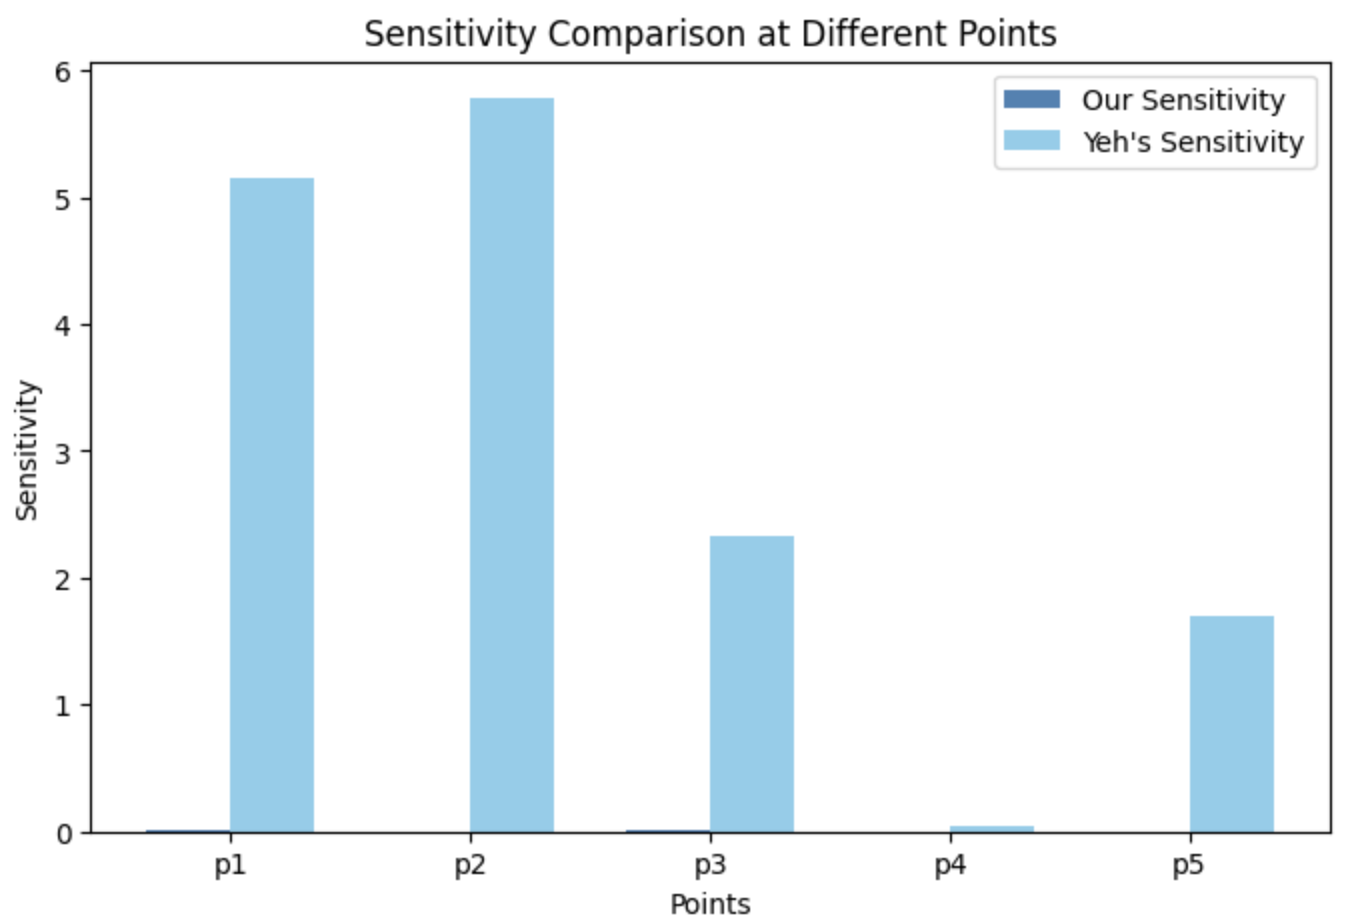 Sensitivity Comparison at Different Points
Our Sensitivity
Yeh's Sensitivity
Sensitivity
6
5
4
3
2
1
0
p1 p2 p3 p4 p5
Points